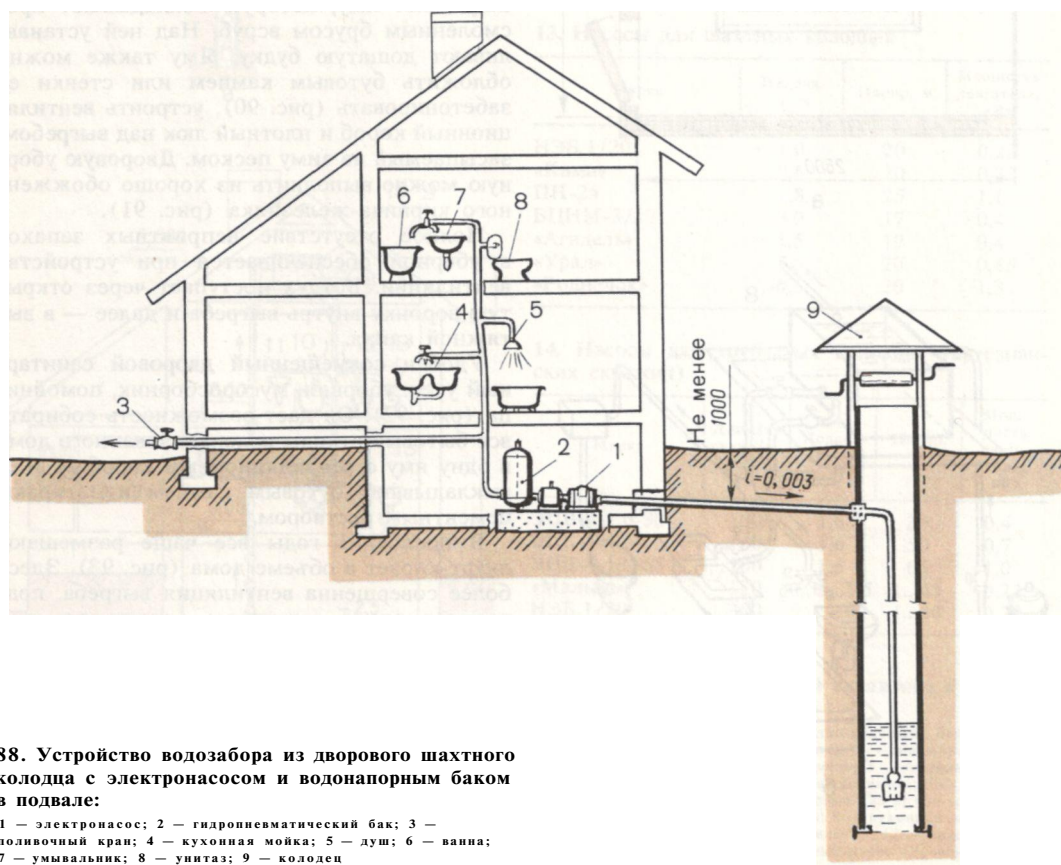 6
7
8
9
4
5
Не менее
1000
3
2
1
i=0,003
88. Устройство водозабора из дворового шахтного
колодца с электронасосом и водонапорным баком
в подвале:
1 — электронасос; 2 — гидропневматический бак; 3 —
поливочный кран; 4 — кухонная мойка; 5 — душ; 6 — ванна;
7 — умывальник; 8 — унитаз; 9 — колодец